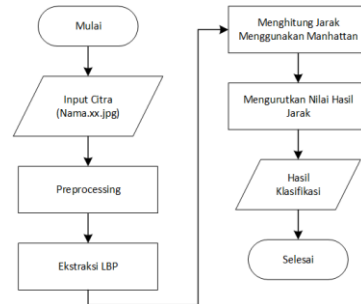 Mulai
Input Citra
(Nama.xx.jpg)
Preprocessing
Ekstraksi LBP
Menghitung Jarak
Menggunakan Manhattan
Mengurutkan Nilai Hasil
Jarak
Hasil
Klasifikasi
Selesai